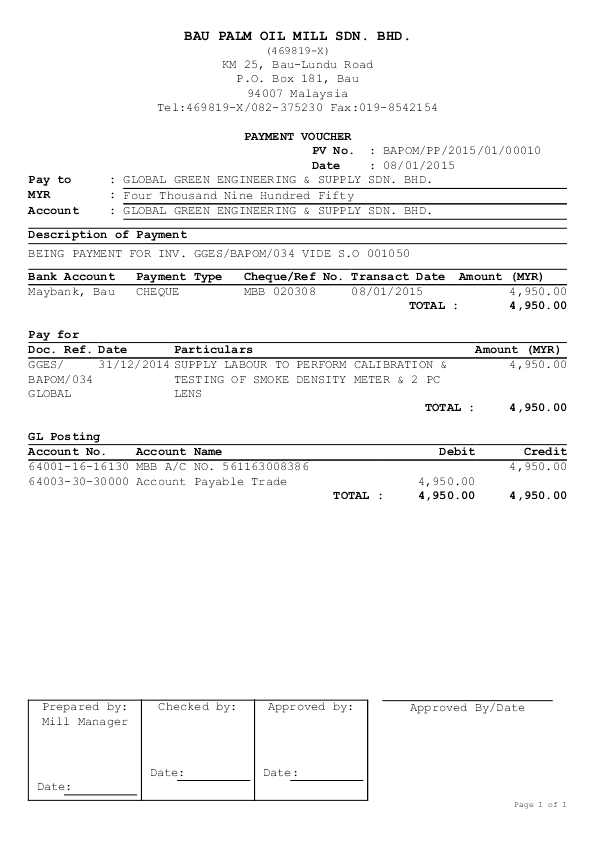 BAU PALM OIL MILL SDN. BHD.
(469819-X)
KM 25, Bau-Lundu Road
P.O. Box 181, Bau
94007 Malaysia
Tel:469819-X/082-375230 Fax:019-8542154
PAYMENT VOUCHER
PV No. : BAPOM/PP/2015/01/00010
Date : 08/01/2015
Pay to : GLOBAL GREEN ENGINEERING & SUPPLY SDN. BHD.
MYR : Four Thousand Nine Hundred Fifty
Account : GLOBAL GREEN ENGINEERING & SUPPLY SDN. BHD.
Description of Payment
BEING PAYMENT FOR INV. GGES/BAPOM/034 VIDE S.O 001050
Bank Account Payment Type Cheque/Ref No. Transact Date Amount (MYR)
Maybank, Bau CHEQUE MBB 020308 08/01/2015 4,950.00
TOTAL : 4,950.00
Pay for
Doc. Ref. Date Particulars Amount (MYR)
GGES/ 31/12/2014 SUPPLY LABOUR TO PERFORM CALIBRATION & 4,950.00
BAPOM/034 TESTING OF SMOKE DENSITY METER & 2 PC
GLOBAL LENS
TOTAL : 4,950.00
GL Posting
Account No. Account Name Debit Credit
64001-16-16130 MBB A/C NO. 561163008386 4,950.00
64003-30-30000 Account Payable Trade 4,950.00
TOTAL : 4,950.00 4,950.00
Prepared by: Checked by: Approved by: Approved By/Date
Mill Manager
Date: Date:
Date:
Page 1 of 1